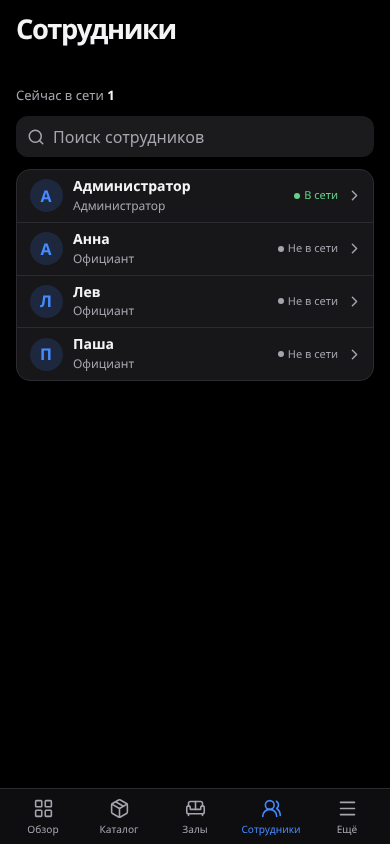 Сотрудники
Сейчас в сети 1
Поиск сотрудников
А
Администратор
Администратор
В сети
А
Анна
Официант
Не в сети
Л
Лев
Официант
Не в сети
П
Паша
Официант
Не в сети
Обзор
Каталог
Залы
Сотрудники
Ещё